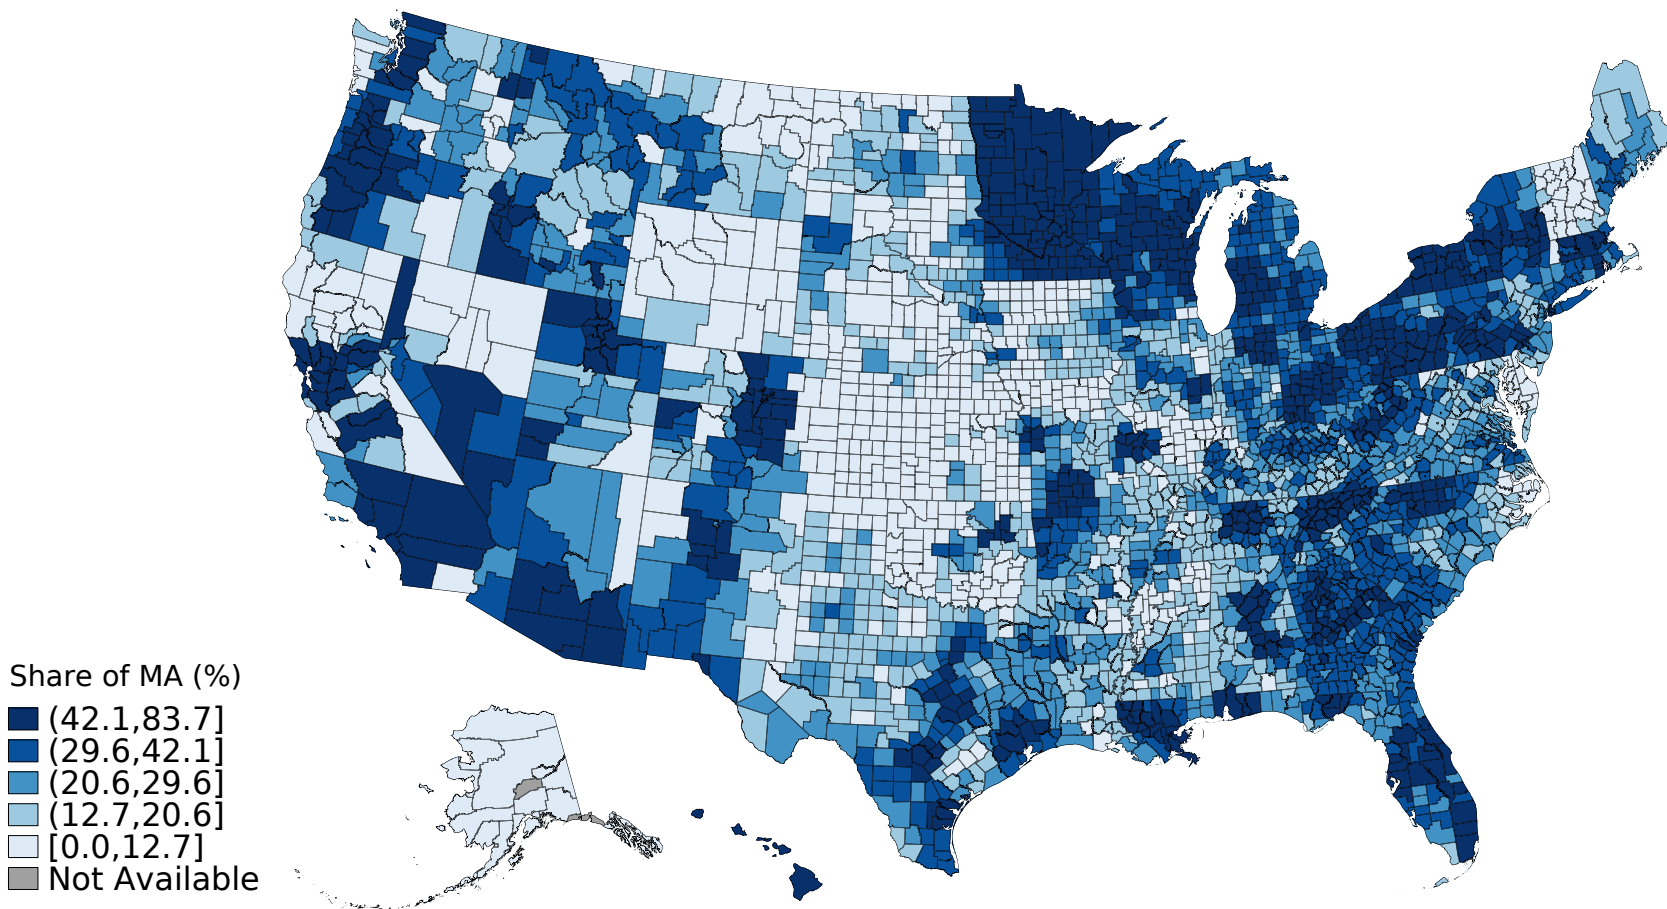 Share of MA (%)
(42.1,83.7]
(29.6,42.1]
(20.6,29.6]
(12.7,20.6]
[0.0,12.7]
Not Available